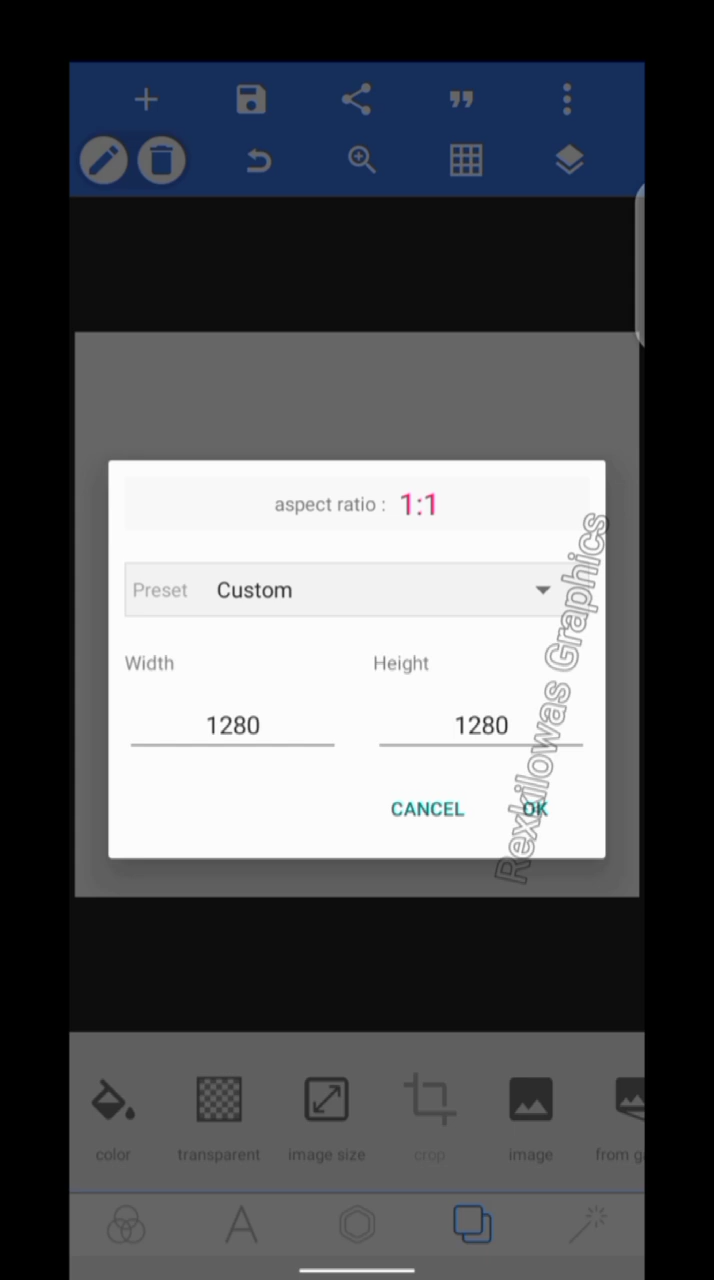 aspect ratio : 1:1
Preset Custom
Width Height
1280 1280
CANCEL OK
Rexkilowas Graphics
color transparent image size crop image from g